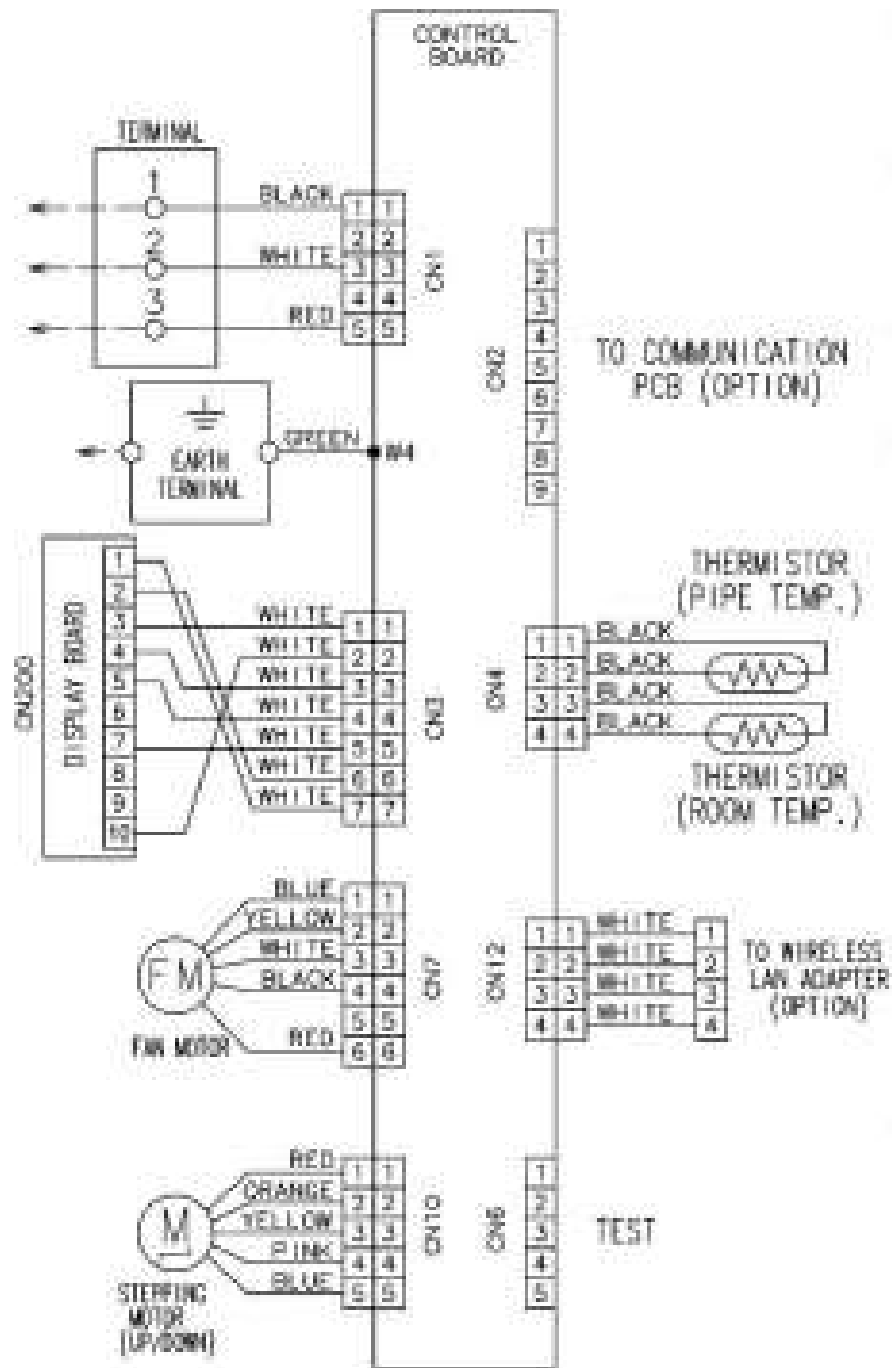 CONTROL
BOARD
TERMINAL
1
BLACK
1 1
2
2 2
WHITE
3 3
3
4 4
RED
5 5
CN1
EARTH
TERMINAL
GREEN
W4
CN2
1
2
3
4
5
6
7
8
9
TO COMMUNICATION
PCB (OPTION)
CN200
DISPLAY BOARD
1
2
3
4
5
6
7
8
9
10
WHITE
WHITE
WHITE
WHITE
WHITE
WHITE
WHITE
1 1
2 2
3 3
4 4
5 5
6 6
7 7
CN3
THERMISTOR
(PIPE TEMP.)
CN4
1 1 BLACK
2 2 BLACK
3 3 BLACK
4 4 BLACK
THERMISTOR
(ROOM TEMP.)
FM
FAN MOTOR
BLUE 1 1
YELLOW 2 2
WHITE 3 3
BLACK 4 4
5 5
RED 6 6
CN7
CN12
1 1 WHITE 1
2 2 WHITE 2
3 3 WHITE 3
4 4 WHITE 4
TO WIRELESS
LAN ADAPTER
(OPTION)
M
STEPPING
MOTOR
(UP/DOWN)
RED 1 1
ORANGE 2 2
YELLOW 3 3
PINK 4 4
BLUE 5 5
CN10
CN6
1
2
3
4
5
TEST